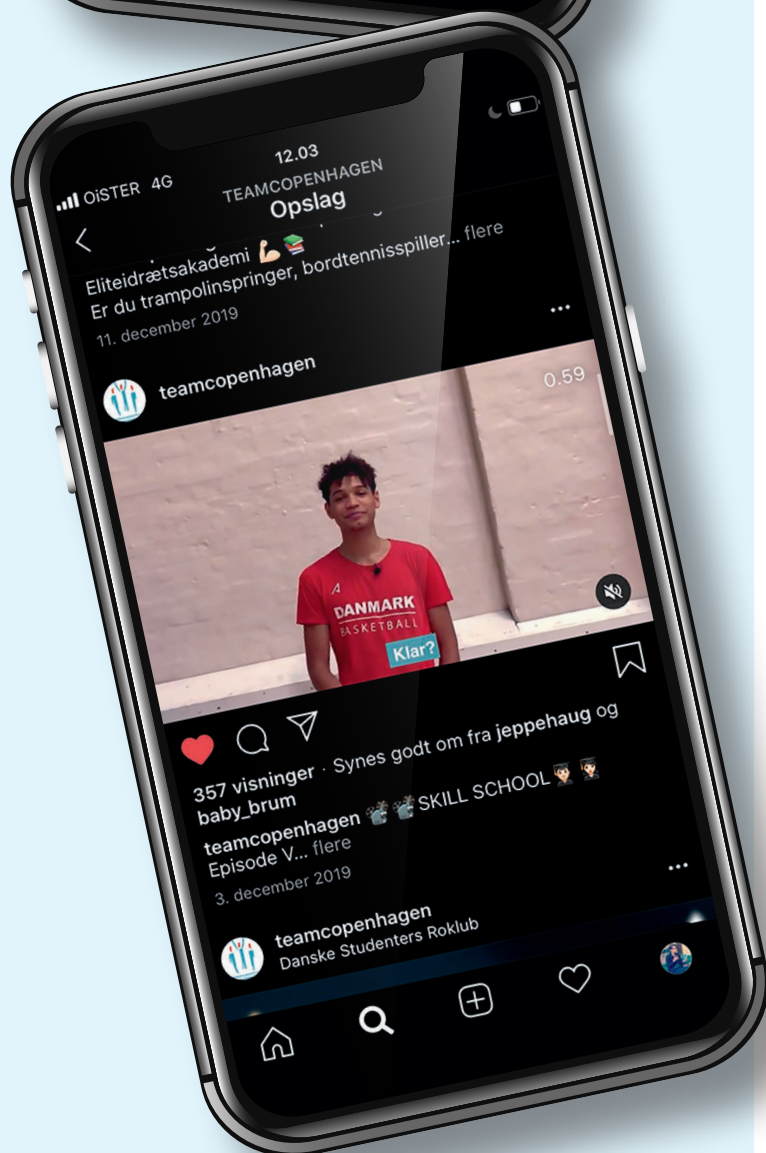 12.03
OiSTER 4G
TEAMCOPENHAGEN
Opslag
Eliteidrætsakademi
Er du trampolinspringer, bordtennisspiller... flere
11. december 2019
teamcopenhagen
0.59
A
DANMARK
BASKETBALL
Klar?
357 visninger · Synes godt om fra jeppehaug og
baby_brum
teamcopenhagen 🎥🎥 SKILL SCHOOL 👨‍🎓👩‍🎓
Episode V... flere
3. december 2019
teamcopenhagen
Danske Studenters Roklub